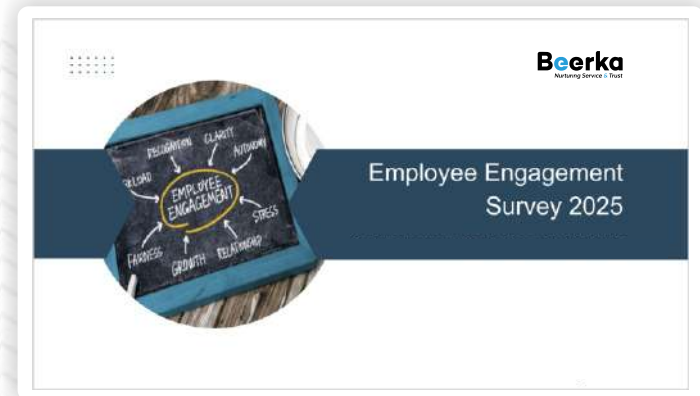 Beerka
Nurturing Service & Trust
Employee Engagement
Survey 2025
RECOGNITION
CLARITY
AUTONOMY
EMPLOYEE
ENGAGEMENT
STRESS
RELATIONSHIP
GROWTH
FAIRNESS